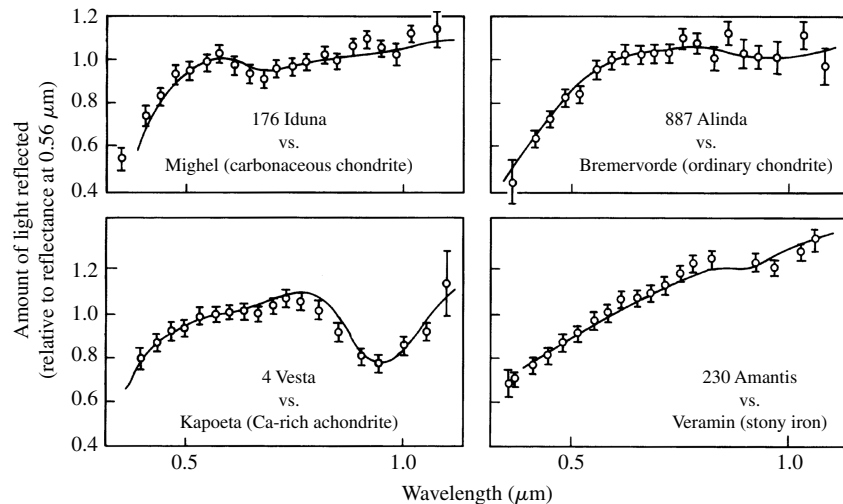 Amount of light reflected
(relative to reflectance at 0.56 μm)
1.2
1.0
0.8
0.6
0.4
176 Iduna
vs.
Mighel (carbonaceous chondrite)
887 Alinda
vs.
Bremervorde (ordinary chondrite)
1.2
1.0
0.8
0.6
0.4
4 Vesta
vs.
Kapoeta (Ca-rich achondrite)
230 Amantis
vs.
Veramin (stony iron)
0.5 1.0 0.5 1.0
Wavelength (μm)